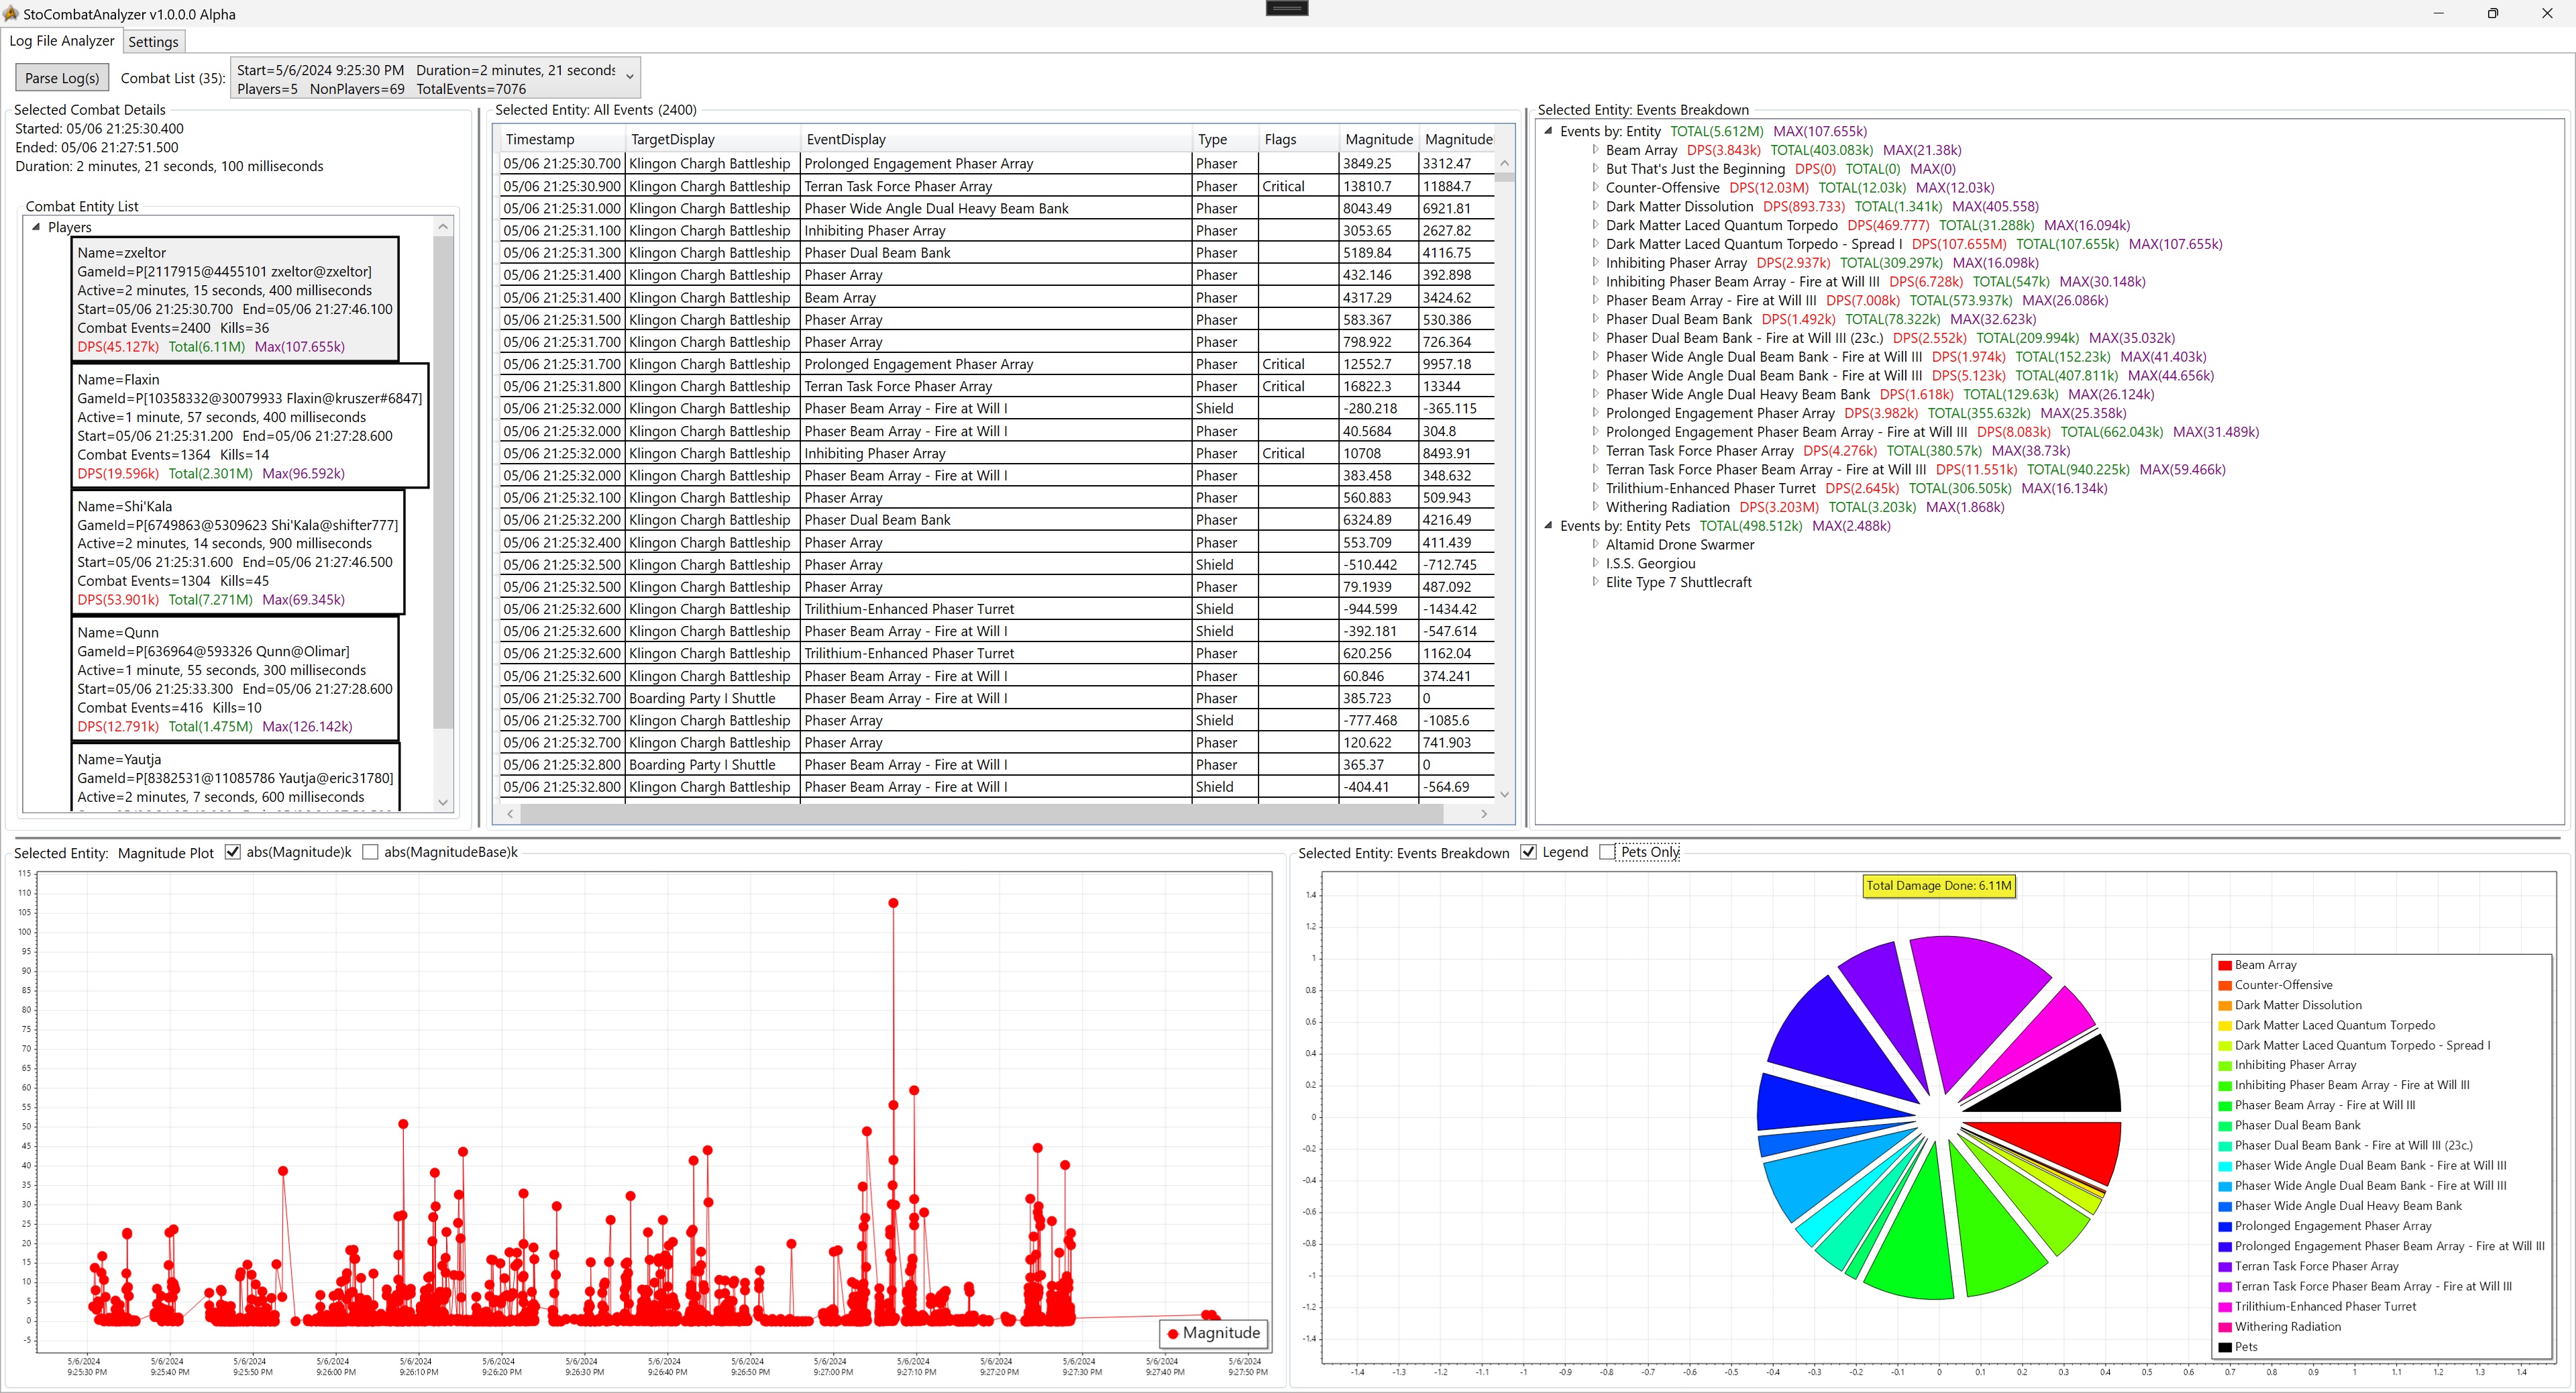 StoCombatAnalyzer v1.0.0.0 Alpha
Log File Analyzer Settings
Parse Log(s) Combat List (35): Start=5/6/2024 9:25:30 PM Duration=2 minutes, 21 seconds
Players=5 NonPlayers=69 TotalEvents=7076
Selected Combat Details
Started: 05/06 21:25:30.400
Ended: 05/06 21:27:51.500
Duration: 2 minutes, 21 seconds, 100 milliseconds
Combat Entity List
Players
Name=zxeltor
GameId=P[2117915@4455101 zxeltor@zxeltor]
Active=2 minutes, 15 seconds, 400 milliseconds
Start=05/06 21:25:30.700 End=05/06 21:27:46.100
Combat Events=2400 Kills=36
DPS(45.127k) Total(6.11M) Max(107.655k)
Name=Flaxin
GameId=P[10358332@30079933 Flaxin@kruszer#6847]
Active=1 minute, 57 seconds, 400 milliseconds
Start=05/06 21:25:31.200 End=05/06 21:27:28.600
Combat Events=1364 Kills=14
DPS(19.596k) Total(2.301M) Max(96.592k)
Name=Shi'Kala
GameId=P[6749863@5309623 Shi'Kala@shifter777]
Active=2 minutes, 14 seconds, 900 milliseconds
Start=05/06 21:25:31.600 End=05/06 21:27:46.500
Combat Events=1304 Kills=45
DPS(53.901k) Total(7.271M) Max(69.345k)
Name=Qunn
GameId=P[636964@593326 Qunn@Olimar]
Active=1 minute, 55 seconds, 300 milliseconds
Start=05/06 21:25:33.300 End=05/06 21:27:28.600
Combat Events=416 Kills=10
DPS(12.791k) Total(1.475M) Max(126.142k)
Name=Yautja
GameId=P[8382531@11085786 Yautja@eric31780]
Active=2 minutes, 7 seconds, 600 milliseconds
Selected Entity: All Events (2400)
Timestamp TargetDisplay EventDisplay Type Flags Magnitude Magnitude
05/06 21:25:30.700 Klingon Chargh Battleship Prolonged Engagement Phaser Array Phaser 3849.25 3312.47
05/06 21:25:30.900 Klingon Chargh Battleship Terran Task Force Phaser Array Phaser Critical 13810.7 11884.7
05/06 21:25:31.000 Klingon Chargh Battleship Phaser Wide Angle Dual Heavy Beam Bank Phaser 8043.49 6921.81
05/06 21:25:31.100 Klingon Chargh Battleship Inhibiting Phaser Array Phaser 3053.65 2627.82
05/06 21:25:31.300 Klingon Chargh Battleship Phaser Dual Beam Bank Phaser 5189.84 4116.75
05/06 21:25:31.400 Klingon Chargh Battleship Phaser Array Phaser 432.146 392.898
05/06 21:25:31.400 Klingon Chargh Battleship Beam Array Phaser 4317.29 3424.62
05/06 21:25:31.500 Klingon Chargh Battleship Phaser Array Phaser 583.367 530.386
05/06 21:25:31.700 Klingon Chargh Battleship Phaser Array Phaser 798.922 726.364
05/06 21:25:31.700 Klingon Chargh Battleship Prolonged Engagement Phaser Array Phaser Critical 12552.7 9957.18
05/06 21:25:31.800 Klingon Chargh Battleship Terran Task Force Phaser Array Phaser Critical 16822.3 13344
05/06 21:25:32.000 Klingon Chargh Battleship Phaser Beam Array - Fire at Will I Shield -280.218 -365.115
05/06 21:25:32.000 Klingon Chargh Battleship Phaser Beam Array - Fire at Will I Phaser 40.5684 304.8
05/06 21:25:32.000 Klingon Chargh Battleship Inhibiting Phaser Array Phaser Critical 10708 8493.91
05/06 21:25:32.000 Klingon Chargh Battleship Phaser Beam Array - Fire at Will I Phaser 383.458 348.632
05/06 21:25:32.100 Klingon Chargh Battleship Phaser Array Phaser 560.883 509.943
05/06 21:25:32.200 Klingon Chargh Battleship Phaser Dual Beam Bank Phaser 6324.89 4216.49
05/06 21:25:32.400 Klingon Chargh Battleship Phaser Array Phaser 553.709 411.439
05/06 21:25:32.500 Klingon Chargh Battleship Phaser Array Shield -510.442 -712.745
05/06 21:25:32.500 Klingon Chargh Battleship Phaser Array Phaser 79.1939 487.092
05/06 21:25:32.600 Klingon Chargh Battleship Trilithium-Enhanced Phaser Turret Shield -944.599 -1434.42
05/06 21:25:32.600 Klingon Chargh Battleship Phaser Beam Array - Fire at Will I Shield -392.181 -547.614
05/06 21:25:32.600 Klingon Chargh Battleship Trilithium-Enhanced Phaser Turret Phaser 620.256 1162.04
05/06 21:25:32.600 Klingon Chargh Battleship Phaser Beam Array - Fire at Will I Phaser 60.846 374.241
05/06 21:25:32.700 Boarding Party I Shuttle Phaser Beam Array - Fire at Will I Phaser 385.723 0
05/06 21:25:32.700 Klingon Chargh Battleship Phaser Array Shield -777.468 -1085.6
05/06 21:25:32.700 Klingon Chargh Battleship Phaser Array Phaser 120.622 741.903
05/06 21:25:32.800 Boarding Party I Shuttle Phaser Beam Array - Fire at Will I Phaser 365.37 0
05/06 21:25:32.800 Klingon Chargh Battleship Phaser Beam Array - Fire at Will I Shield -404.41 -564.69
Selected Entity: Events Breakdown
Events by: Entity TOTAL(5.612M) MAX(107.655k)
Beam Array DPS(3.843k) TOTAL(403.083k) MAX(21.38k)
But That's Just the Beginning DPS(0) TOTAL(0) MAX(0)
Counter-Offensive DPS(12.03M) TOTAL(12.03k) MAX(12.03k)
Dark Matter Dissolution DPS(893.733) TOTAL(1.341k) MAX(405.558)
Dark Matter Laced Quantum Torpedo DPS(469.777) TOTAL(31.288k) MAX(16.094k)
Dark Matter Laced Quantum Torpedo - Spread I DPS(107.655M) TOTAL(107.655k) MAX(107.655k)
Inhibiting Phaser Array DPS(2.937k) TOTAL(309.297k) MAX(16.098k)
Inhibiting Phaser Beam Array - Fire at Will III DPS(6.728k) TOTAL(547k) MAX(30.148k)
Phaser Beam Array - Fire at Will III DPS(7.008k) TOTAL(573.937k) MAX(26.086k)
Phaser Dual Beam Bank DPS(1.492k) TOTAL(78.322k) MAX(32.623k)
Phaser Dual Beam Bank - Fire at Will III (23c.) DPS(2.552k) TOTAL(209.994k) MAX(35.032k)
Phaser Wide Angle Dual Beam Bank - Fire at Will III DPS(1.974k) TOTAL(152.23k) MAX(41.403k)
Phaser Wide Angle Dual Beam Bank - Fire at Will III DPS(5.123k) TOTAL(407.811k) MAX(44.656k)
Phaser Wide Angle Dual Heavy Beam Bank DPS(1.618k) TOTAL(129.63k) MAX(26.124k)
Prolonged Engagement Phaser Array DPS(3.982k) TOTAL(355.632k) MAX(25.358k)
Prolonged Engagement Phaser Beam Array - Fire at Will III DPS(8.083k) TOTAL(662.043k) MAX(31.489k)
Terran Task Force Phaser Array DPS(4.276k) TOTAL(380.57k) MAX(38.73k)
Terran Task Force Phaser Beam Array - Fire at Will III DPS(11.551k) TOTAL(940.225k) MAX(59.466k)
Trilithium-Enhanced Phaser Turret DPS(2.645k) TOTAL(306.505k) MAX(16.134k)
Withering Radiation DPS(3.203M) TOTAL(3.203k) MAX(1.868k)
Events by: Entity Pets TOTAL(498.512k) MAX(2.488k)
Altamid Drone Swarmer
I.S.S. Georgiou
Elite Type 7 Shuttlecraft
Selected Entity: Magnitude Plot abs(Magnitude)k abs(MagnitudeBase)k
115
110
105
100
95
90
85
80
75
70
65
60
55
50
45
40
35
30
25
20
15
10
5
0
-5
Magnitude
5/6/2024 5/6/2024 5/6/2024 5/6/2024 5/6/2024 5/6/2024 5/6/2024 5/6/2024 5/6/2024 5/6/2024 5/6/2024 5/6/2024 5/6/2024 5/6/2024 5/6/2024
9:25:30 PM 9:25:40 PM 9:25:50 PM 9:26:00 PM 9:26:10 PM 9:26:20 PM 9:26:30 PM 9:26:40 PM 9:26:50 PM 9:27:00 PM 9:27:10 PM 9:27:20 PM 9:27:30 PM 9:27:40 PM 9:27:50 PM
Selected Entity: Events Breakdown Legend Pets Only
Total Damage Done: 6.11M
1.4
1.2
1
0.8
0.6
0.4
0.2
0
-0.2
-0.4
-0.6
-0.8
-1
-1.2
-1.4
Beam Array
Counter-Offensive
Dark Matter Dissolution
Dark Matter Laced Quantum Torpedo
Dark Matter Laced Quantum Torpedo - Spread I
Inhibiting Phaser Array
Inhibiting Phaser Beam Array - Fire at Will III
Phaser Beam Array - Fire at Will III
Phaser Dual Beam Bank
Phaser Dual Beam Bank - Fire at Will III (23c.)
Phaser Wide Angle Dual Beam Bank - Fire at Will III
Phaser Wide Angle Dual Beam Bank - Fire at Will III
Phaser Wide Angle Dual Heavy Beam Bank
Prolonged Engagement Phaser Array
Prolonged Engagement Phaser Beam Array - Fire at Will III
Terran Task Force Phaser Array
Terran Task Force Phaser Beam Array - Fire at Will III
Trilithium-Enhanced Phaser Turret
Withering Radiation
Pets
-1.4 -1.3 -1.2 -1.1 -1 -0.9 -0.8 -0.7 -0.6 -0.5 -0.4 -0.3 -0.2 -0.1 0 0.1 0.2 0.3 0.4 0.5 0.6 0.7 0.8 0.9 1 1.1 1.2 1.3 1.4